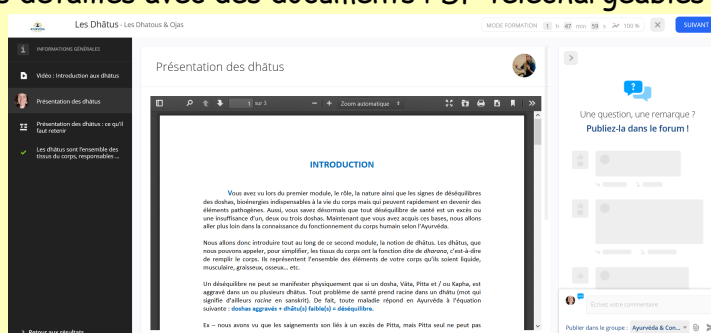 détaillés avec des documents PDF téléchargeables
Les Dhâtus - Les Dhatous & Ojas
MODE FORMATION 1 h 47 min 59 s 100 %
SUIVANT
INFORMATIONS GÉNÉRALES
Vidéo : Introduction aux dhâtus
Présentation des dhâtus
Présentation des dhâtus : ce qu'il
faut retenir
Les dhâtus sont l'ensemble des
tissus du corps, responsables ...
Retour aux résultats
Présentation des dhâtus
1 sur 3
Zoom automatique
INTRODUCTION
Vous avez vu lors du premier module, le rôle, la nature ainsi que les signes de déséquilibres
des doshas, bioénergies indispensables à la vie du corps mais qui peuvent rapidement en devenir des
éléments pathogènes. Aussi, vous savez désormais que tout déséquilibre de santé est un excès ou
une insuffisance d'un, deux ou trois doshas. Maintenant que vous avez acquis ces bases, nous allons
aller plus loin dans la connaissance du fonctionnement du corps humain selon l'Ayurvéda.
Nous allons donc introduire tout au long de ce second module, la notion de dhâtus. Les dhâtus, que
nous pouvons appeler, pour simplifier, les tissus du corps ont la fonction dite de dharana, c'est-à-dire
de remplir le corps. Ils représentent l'ensemble des éléments de votre corps qu'ils soient liquide,
musculaire, graisseux, osseux... etc.
Un déséquilibre ne peut se manifester physiquement que si un dosha, Vâta, Pitta et / ou Kapha, est
aggravé dans un ou plusieurs dhâtus. Tout problème de santé prend racine dans un dhâtu (mot qui
signifie d'ailleurs racine en sanskrit). De fait, toute maladie répond en Ayurvéda à l'équation
suivante : doshas aggravés + dhâtu(s) faible(s) = déséquilibre.
Ex – nous avons vu que les saignements son liés à un excès de Pitta, mais Pitta seul ne peut pas
Une question, une remarque ?
Publiez-la dans le forum !
Ecrivez votre commentaire
Publier dans le groupe : Ayurvéda & Con...